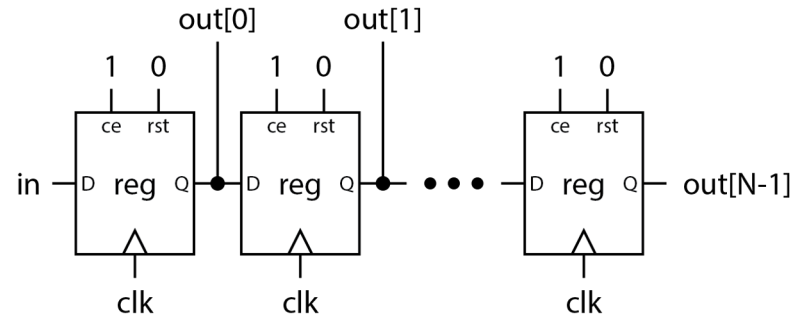 out[0] out[1]
1 0 1 0 1 0
ce rst ce rst ce rst
in D reg Q D reg Q D reg Q out[N-1]
clk clk clk